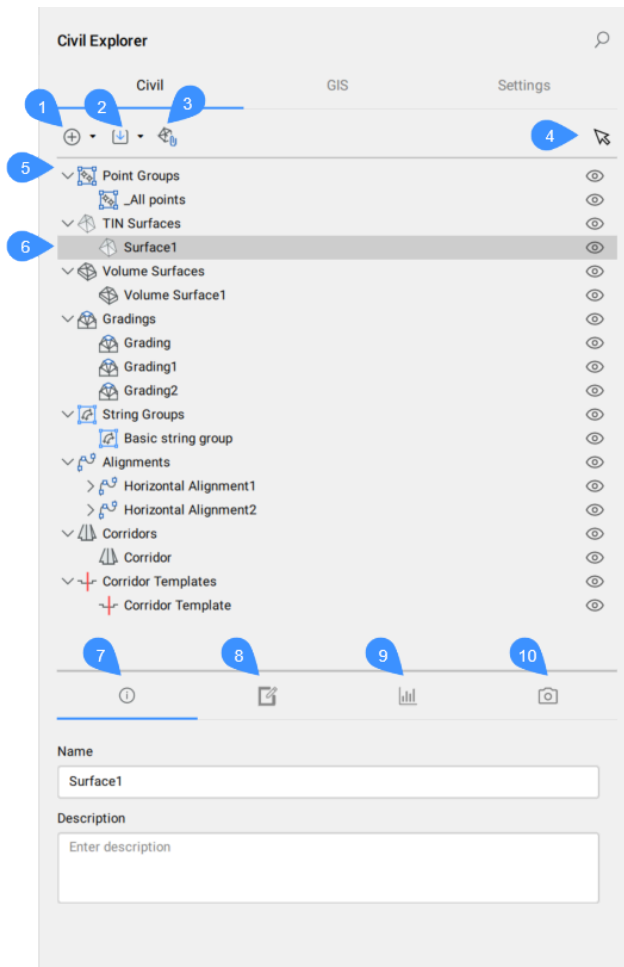 Civil Explorer
Civil GIS Settings
1 2 3 4
5 Point Groups
_All points
TIN Surfaces
6 Surface1
Volume Surfaces
Volume Surface1
Gradings
Grading
Grading1
Grading2
String Groups
Basic string group
Alignments
Horizontal Alignment1
Horizontal Alignment2
Corridors
Corridor
Corridor Templates
Corridor Template
7 8 9 10
Name
Surface1
Description
Enter description